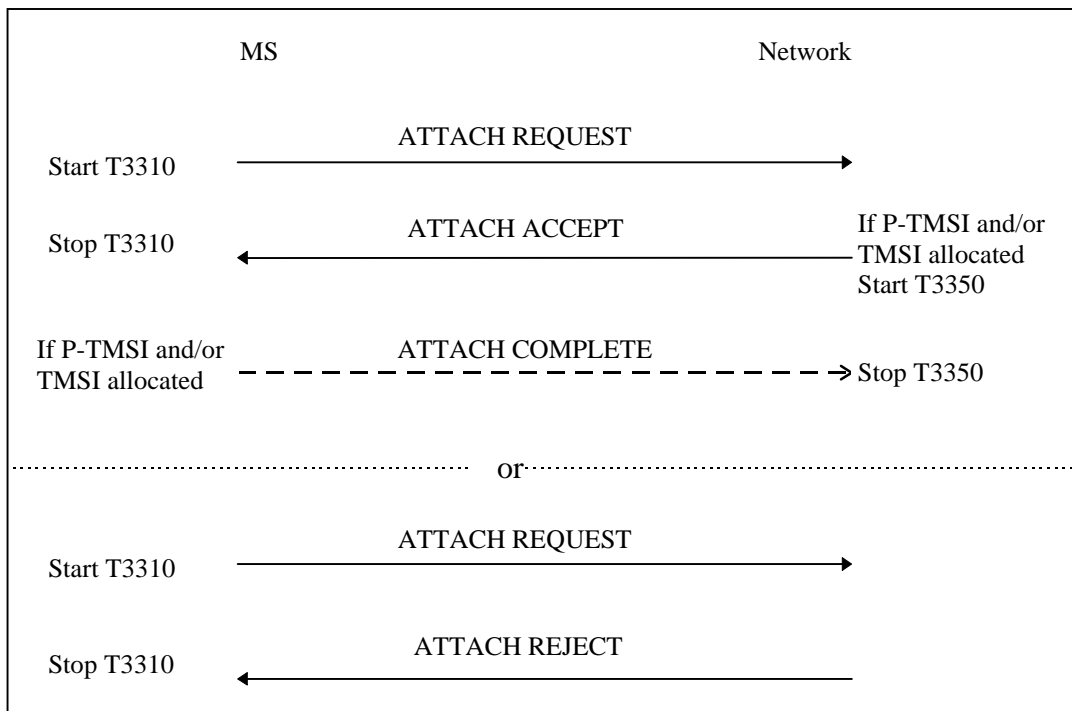 MS
Network
ATTACH REQUEST
Start T3310
ATTACH ACCEPT
Stop T3310
If P-TMSI and/or
TMSI allocated
Start T3350
If P-TMSI and/or
TMSI allocated
ATTACH COMPLETE
Stop T3350
or
ATTACH REQUEST
Start T3310
ATTACH REJECT
Stop T3310